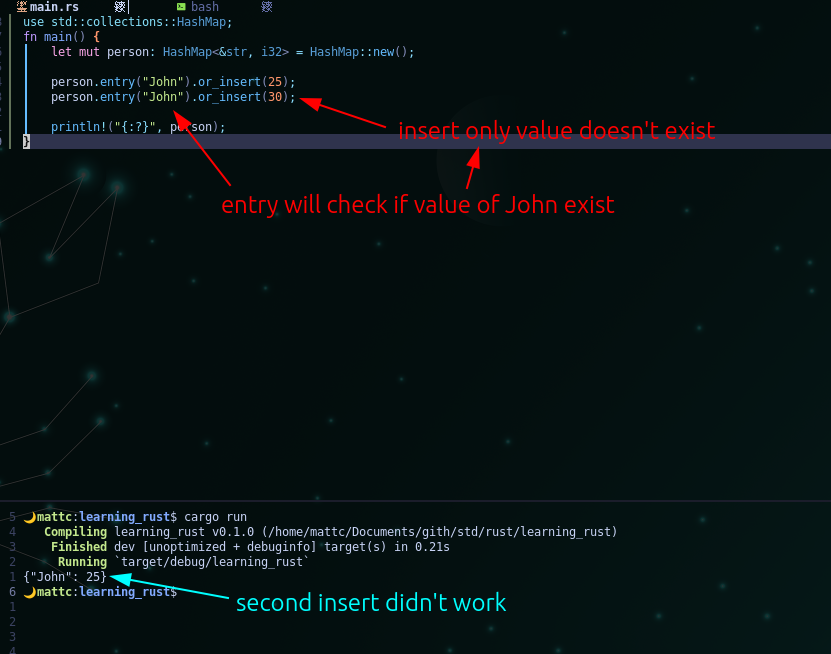 main.rs bash
use std::collections::HashMap;
fn main() {
let mut person: HashMap<&str, i32> = HashMap::new();
person.entry("John").or_insert(25);
person.entry("John").or_insert(30);
println!("{:?}", person);
}
insert only value doesn't exist
entry will check if value of John exist
5 mattc:learning_rust$ cargo run
4 Compiling learning_rust v0.1.0 (/home/mattc/Documents/gith/std/rust/learning_rust)
3 Finished dev [unoptimized + debuginfo] target(s) in 0.21s
2 Running `target/debug/learning_rust`
1 {"John": 25}
6 mattc:learning_rust$
second insert didn't work
1
2
3
4